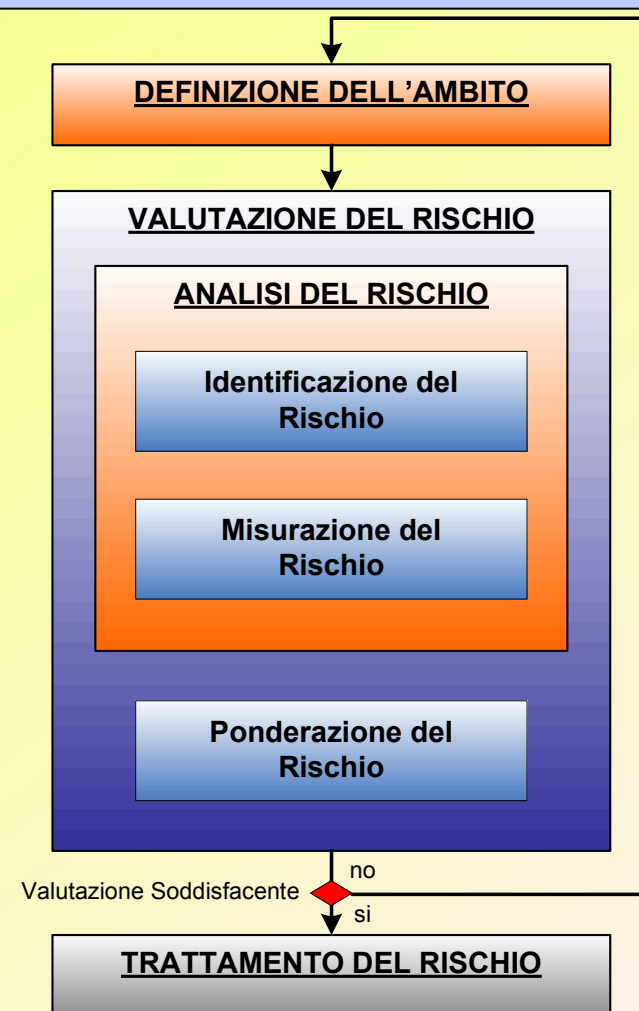 DEFINIZIONE DELL'AMBITO
VALUTAZIONE DEL RISCHIO
ANALISI DEL RISCHIO
Identificazione del
Rischio
Misurazione del
Rischio
Ponderazione del
Rischio
no
Valutazione Soddisfacente
si
TRATTAMENTO DEL RISCHIO